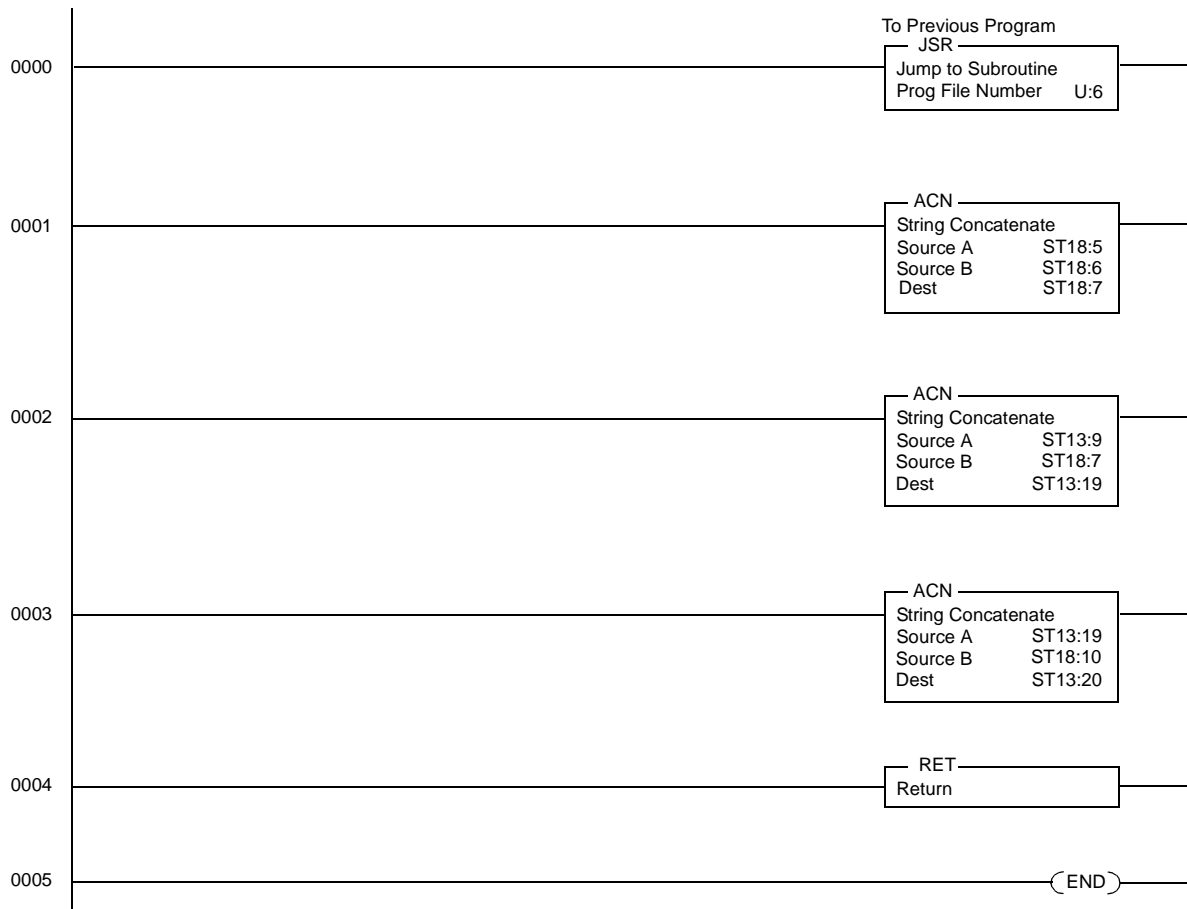 To Previous Program
JSR
0000
Jump to Subroutine
Prog File Number U:6
ACN
0001
String Concatenate
Source A ST18:5
Source B ST18:6
Dest ST18:7
ACN
0002
String Concatenate
Source A ST13:9
Source B ST18:7
Dest ST13:19
ACN
0003
String Concatenate
Source A ST13:19
Source B ST18:10
Dest ST13:20
RET
0004
Return
0005
END